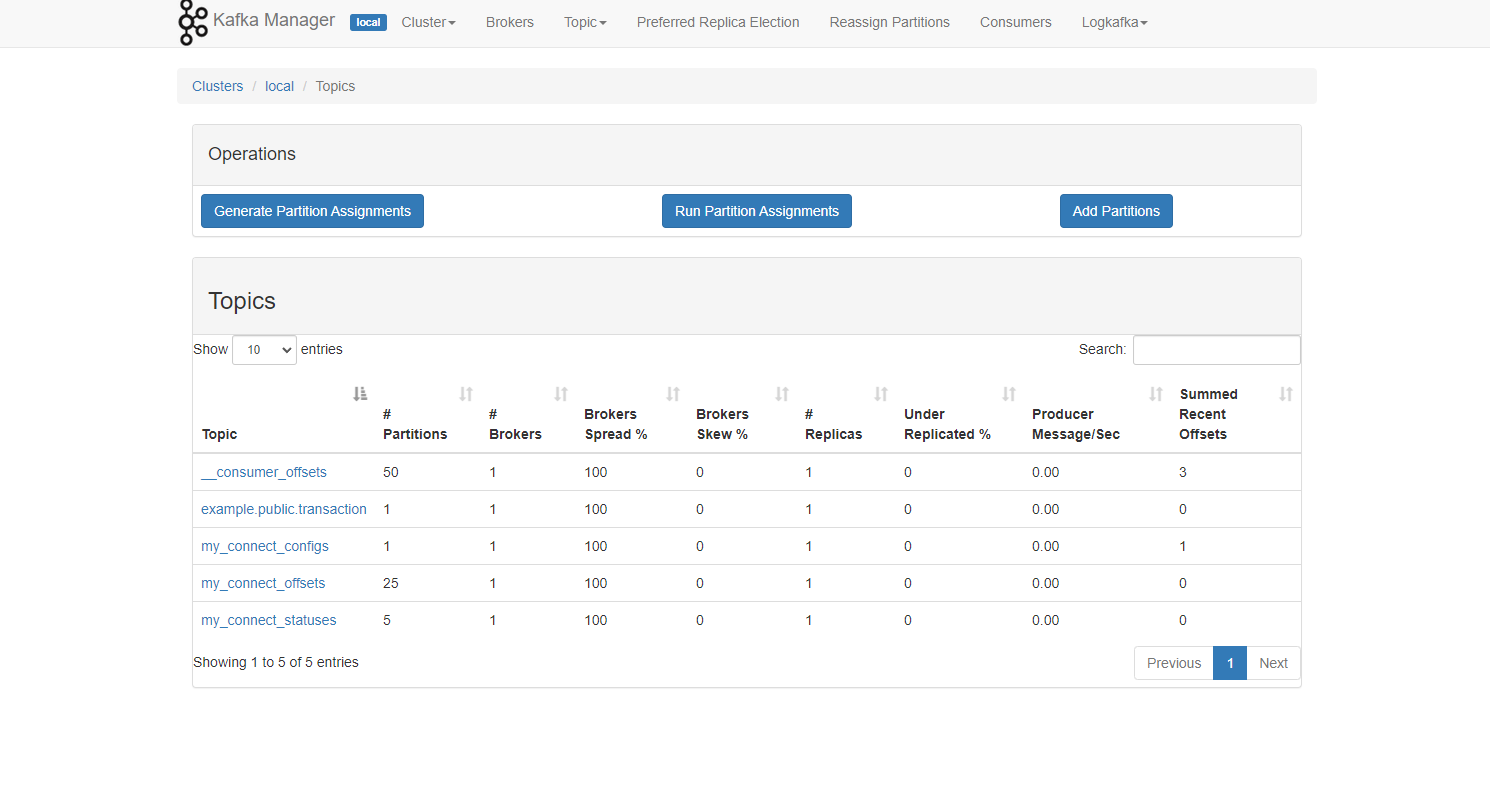 Kafka Manager local Cluster Brokers Topic Preferred Replica Election Reassign Partitions Consumers Logkafka
Clusters / local / Topics
Operations
Generate Partition Assignments Run Partition Assignments Add Partitions
Topics
Show 10 entries Search:
Topic # Partitions # Brokers Brokers Spread % Brokers Skew % # Replicas Under Replicated % Producer Message/Sec Summed Recent Offsets
__consumer_offsets 50 1 100 0 1 0 0.00 3
example.public.transaction 1 1 100 0 1 0 0.00 0
my_connect_configs 1 1 100 0 1 0 0.00 1
my_connect_offsets 25 1 100 0 1 0 0.00 0
my_connect_statuses 5 1 100 0 1 0 0.00 0
Showing 1 to 5 of 5 entries Previous 1 Next